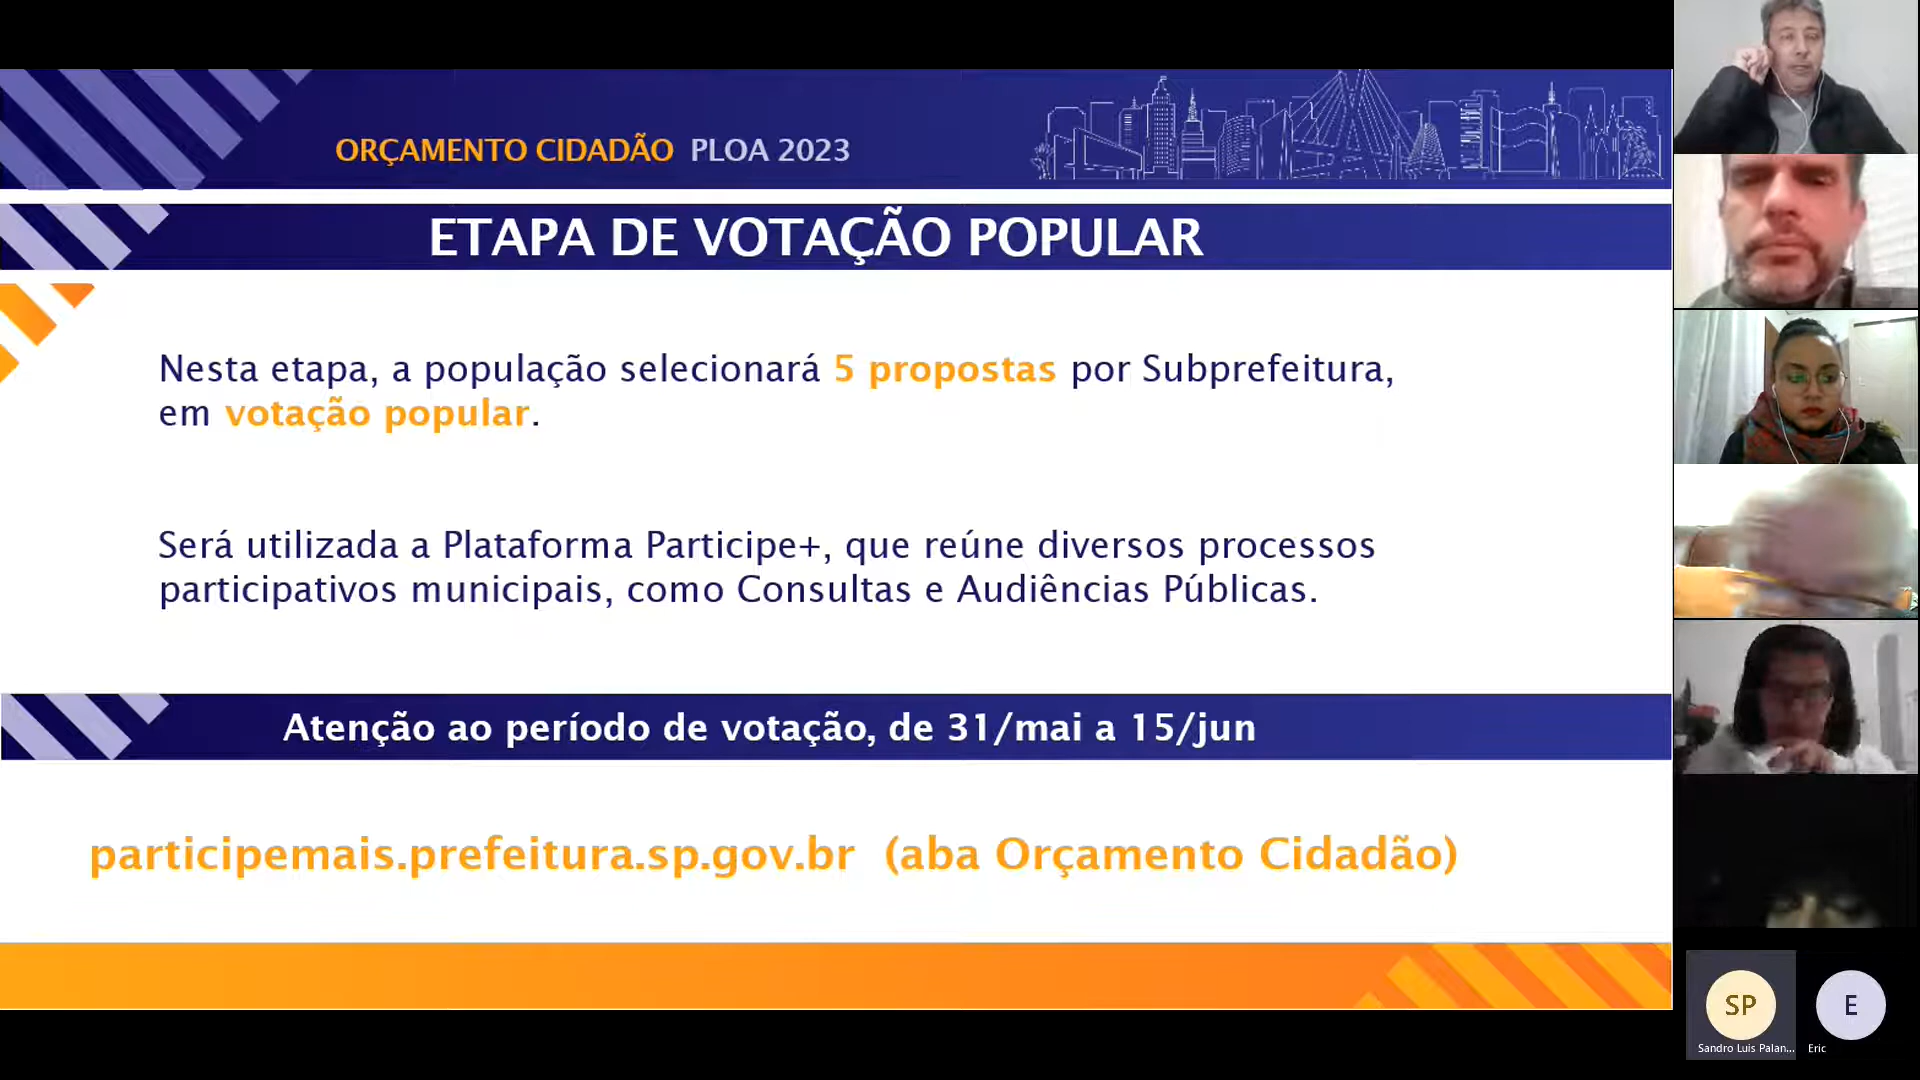 ORÇAMENTO CIDADÃO PLOA 2023
ETAPA DE VOTAÇÃO POPULAR
Nesta etapa, a população selecionará 5 propostas por Subprefeitura,
em votação popular.
Será utilizada a Plataforma Participe+, que reúne diversos processos
participativos municipais, como Consultas e Audiências Públicas.
Atenção ao período de votação, de 31/mai a 15/jun
participemais.prefeitura.sp.gov.br (aba Orçamento Cidadão)
SP
E
Sandro Luis Palan...
Eric